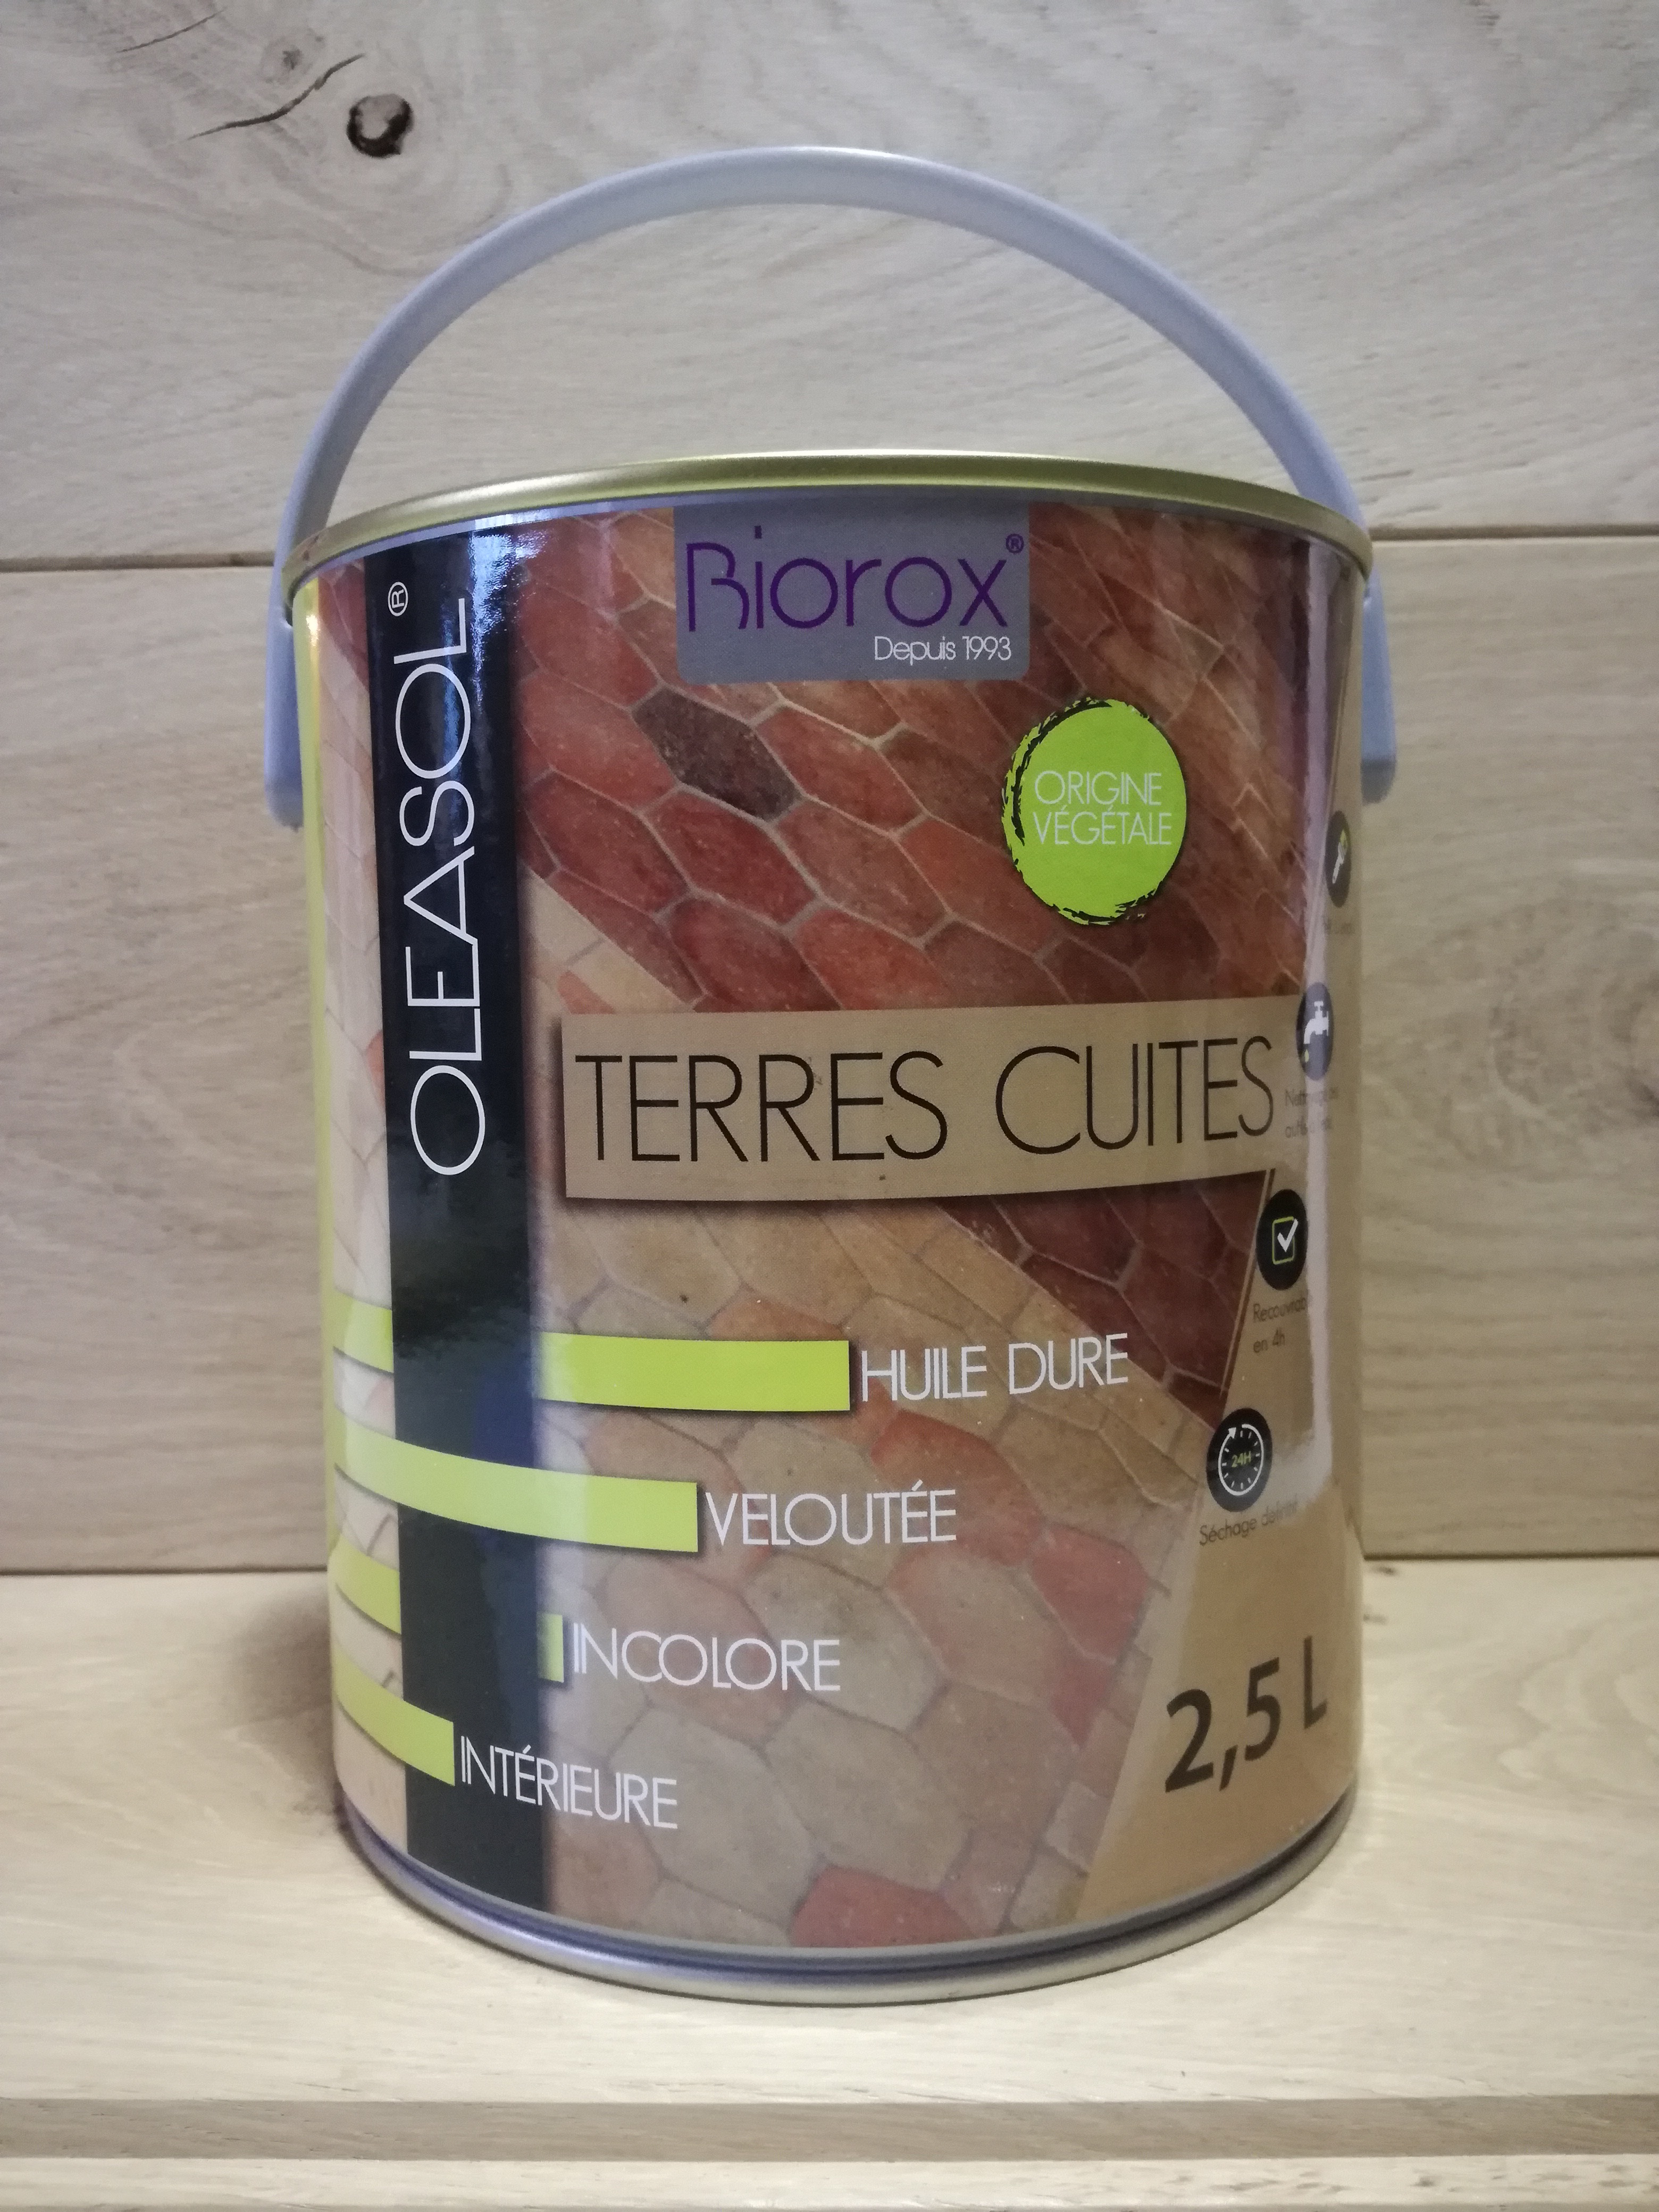 Biorox®
Depuis 1993
OLEASOL®
ORIGINE
VÉGÉTALE
TERRES CUITES
Recouvrable
en 4h
HUILE DURE
24H
Séchage
VELOUTÉE
INCOLORE
INTÉRIEURE
2,5 L